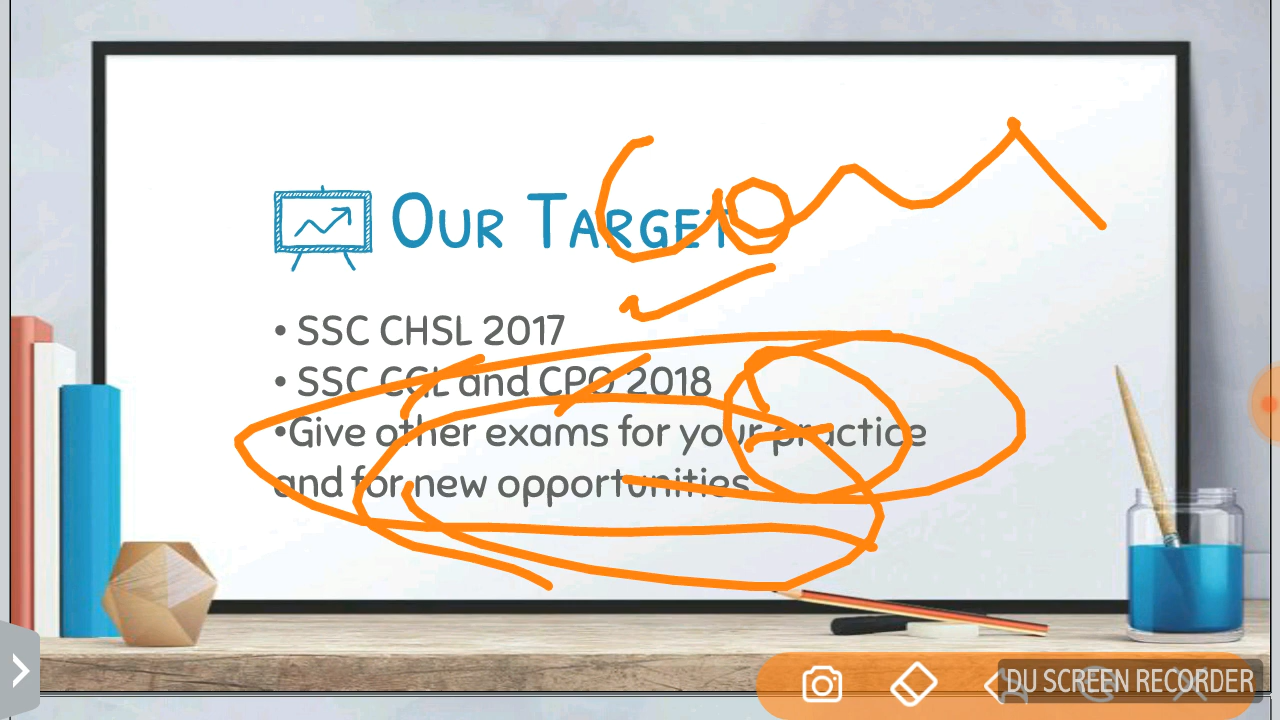 OUR TARGET
• SSC CHSL 2017
• SSC CGL and CPO 2018
•Give other exams for your practice
and for new opportunities
DU SCREEN RECORDER